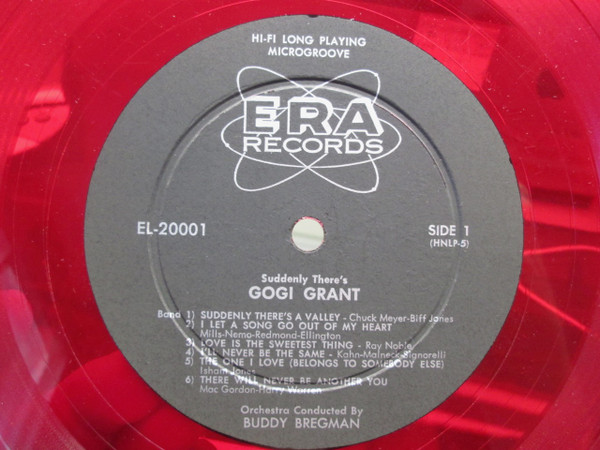 HI-FI LONG PLAYING
MICROGROOVE
ERA
RECORDS
EL-20001
SIDE 1
(HNLP-5)
Suddenly There's
GOGI GRANT
Band 1) SUDDENLY THERE'S A VALLEY - Chuck Meyer-Biff Jones
2) I LET A SONG GO OUT OF MY HEART
Mills-Nemo-Redmond-Ellington
3) LOVE IS THE SWEETEST THING - Ray Noble
4) I'LL NEVER BE THE SAME - Kahn-Malneck-Signorelli
5) THE ONE I LOVE (BELONGS TO SOMEBODY ELSE)
Isham Jones
6) THERE WILL NEVER BE ANOTHER YOU
Mac Gordon-Harry Warren
Orchestra Conducted By
BUDDY BREGMAN